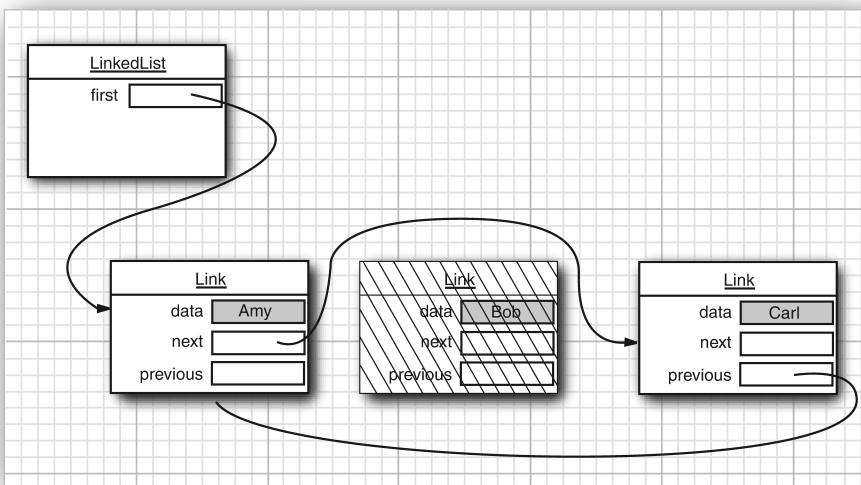 LinkedList
first
Link
data Amy
next
previous
Link
data Bob
next
previous
Link
data Carl
next
previous